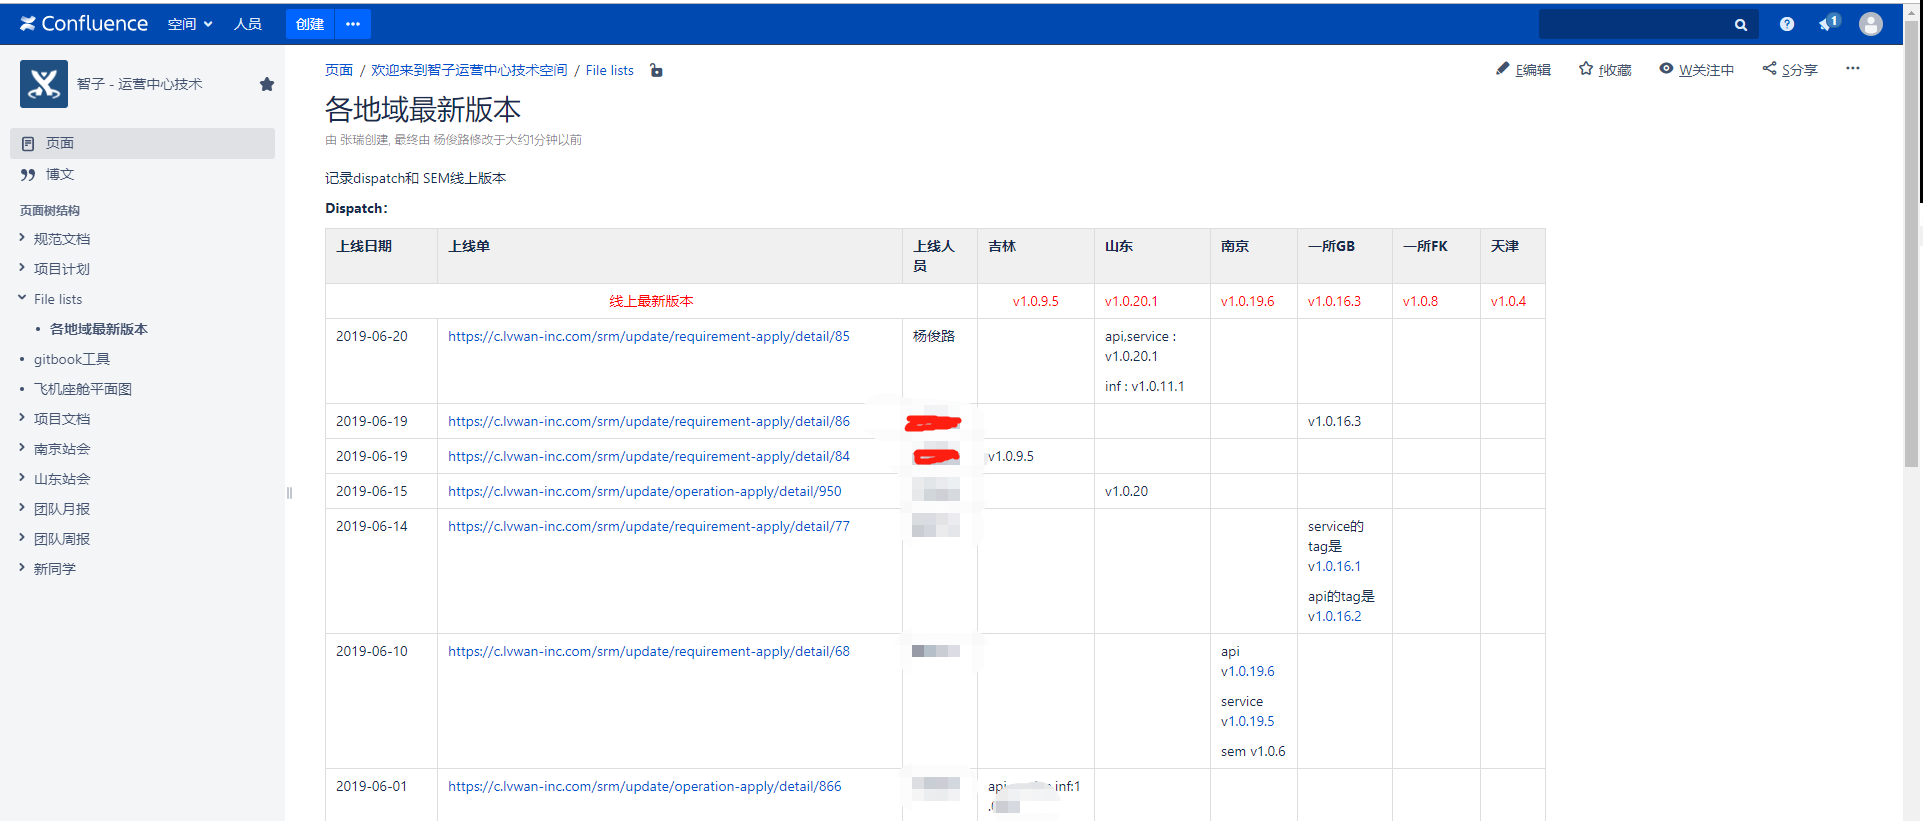 Confluence 空间 人员 创建 ···
1
智子 - 运营中心技术
页面
博文
页面树结构
规范文档
项目计划
File lists
各地域最新版本
gitbook工具
飞机座舱平面图
项目文档
南京站会
山东站会
团队月报
团队周报
新同学
页面 / 欢迎来到智子运营中心技术空间 / File lists
E编辑 f收藏 W关注中 S分享 ···
各地域最新版本
由 张瑞创建, 最终由 杨俊路修改于大约1分钟以前
记录dispatch和 SEM线上版本
Dispatch：
上线日期 上线单 上线人 吉林 山东 南京 一所GB 一所FK 天津
员
线上最新版本 v1.0.9.5 v1.0.20.1 v1.0.19.6 v1.0.16.3 v1.0.8 v1.0.4
2019-06-20 https://c.lvwan-inc.com/srm/update/requirement-apply/detail/85 杨俊路 api,service :
v1.0.20.1
inf : v1.0.11.1
2019-06-19 https://c.lvwan-inc.com/srm/update/requirement-apply/detail/86 v1.0.16.3
2019-06-19 https://c.lvwan-inc.com/srm/update/requirement-apply/detail/84 v1.0.9.5
2019-06-15 https://c.lvwan-inc.com/srm/update/operation-apply/detail/950 v1.0.20
2019-06-14 https://c.lvwan-inc.com/srm/update/requirement-apply/detail/77 service的
tag是
v1.0.16.1
api的tag是
v1.0.16.2
2019-06-10 https://c.lvwan-inc.com/srm/update/requirement-apply/detail/68 api
v1.0.19.6
service
v1.0.19.5
sem v1.0.6
2019-06-01 https://c.lvwan-inc.com/srm/update/operation-apply/detail/866 inf:1